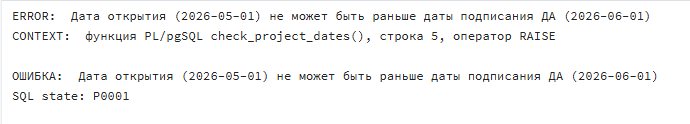 ERROR:  Дата открытия (2026-05-01) не может быть раньше даты подписания ДА (2026-06-01)
CONTEXT:  функция PL/pgSQL check_project_dates(), строка 5, оператор RAISE
ОШИБКА:  Дата открытия (2026-05-01) не может быть раньше даты подписания ДА (2026-06-01)
SQL state: P0001